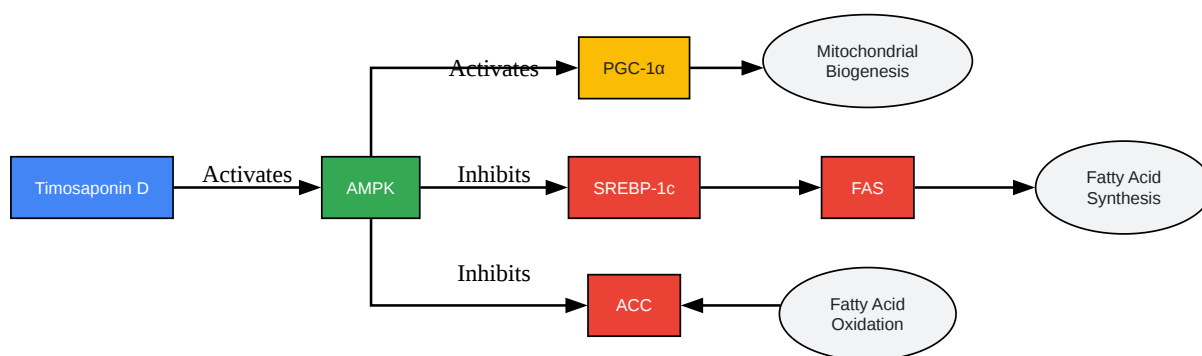 Activates
PGC-1α
Mitochondrial
Biogenesis
Timosaponin D
Activates
AMPK
Inhibits
SREBP-1c
FAS
Fatty Acid
Synthesis
Inhibits
ACC
Fatty Acid
Oxidation